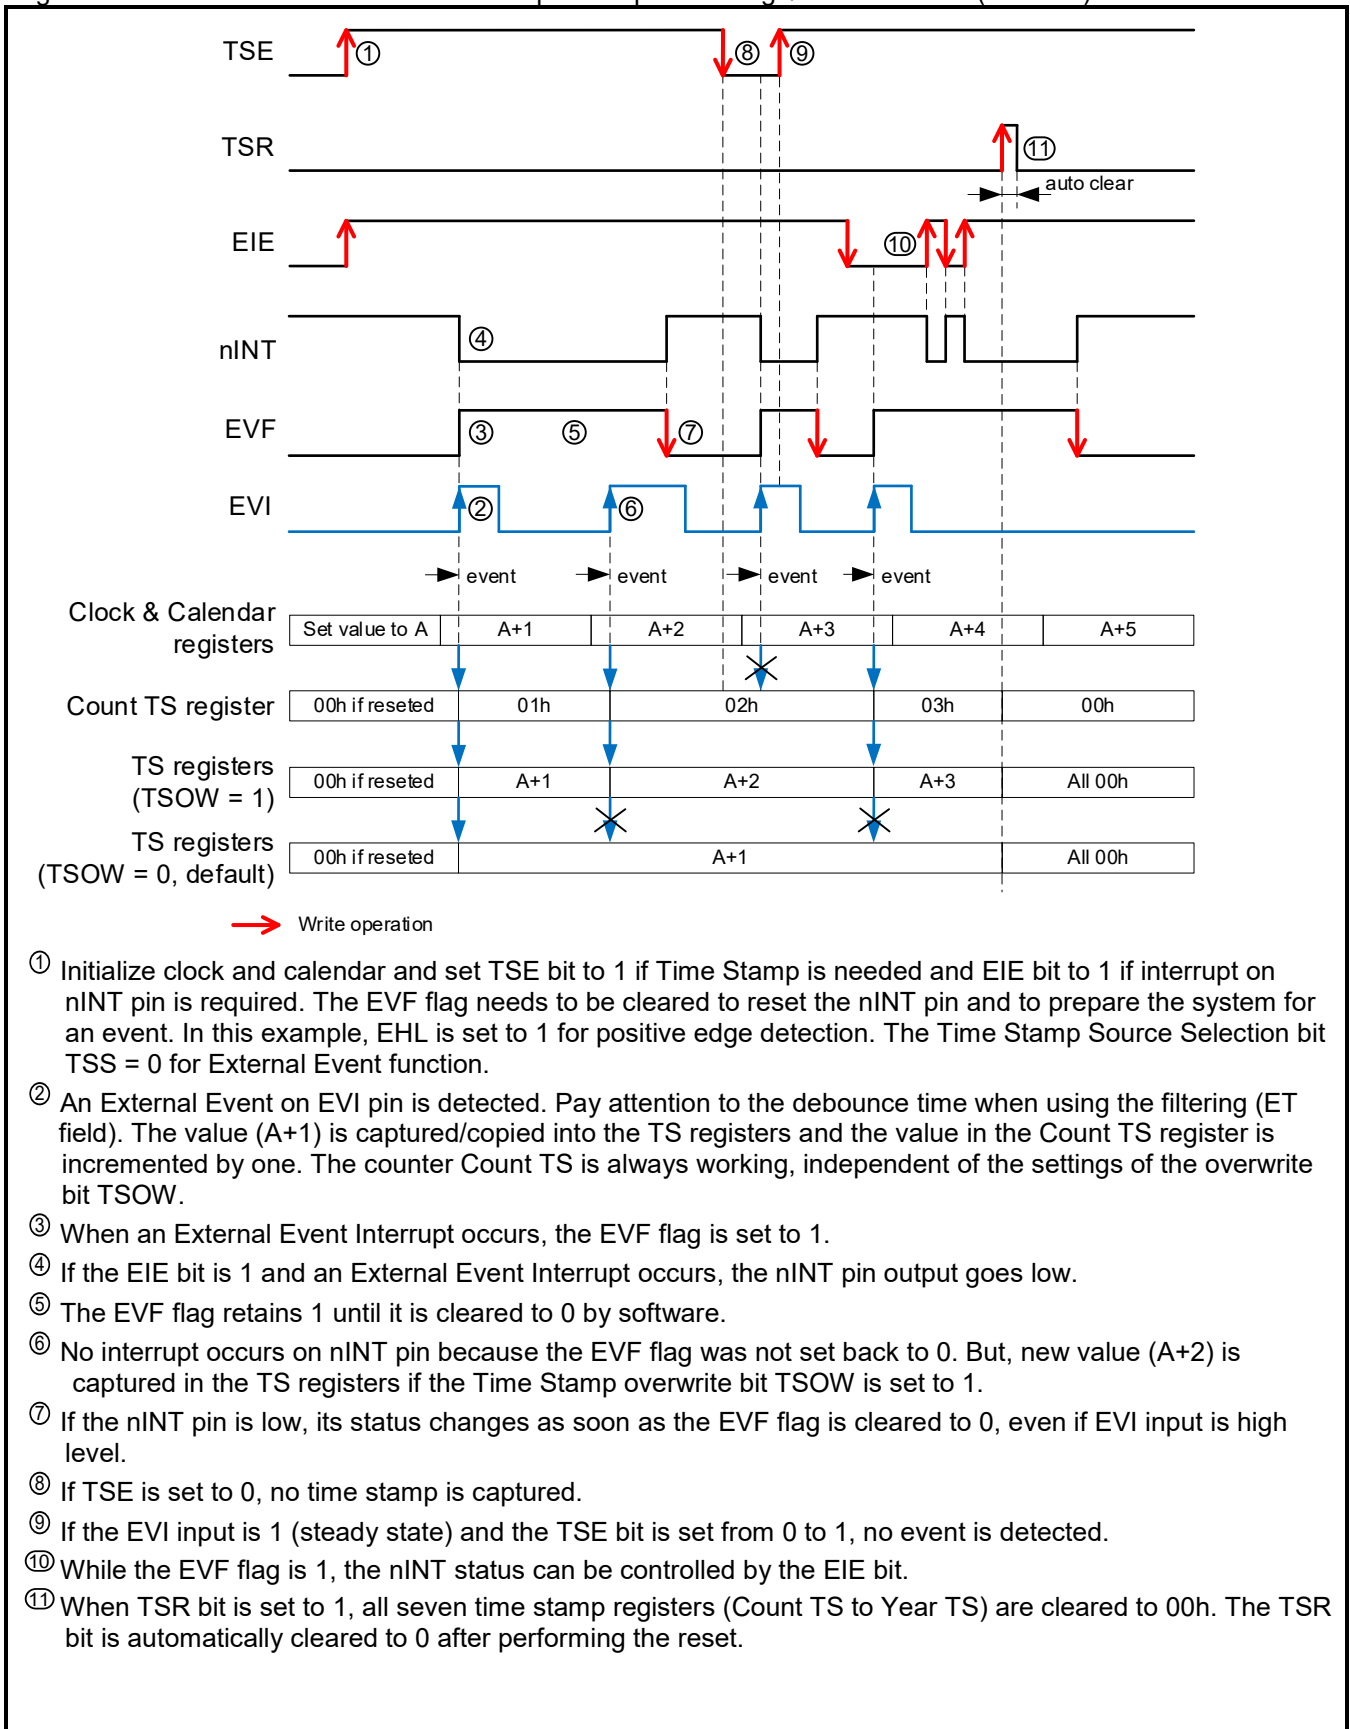 TSE ① ⑧ ⑨
TSR ⑪
auto clear
EIE ⑩
nINT ④
EVF ③ ⑤ ⑦
EVI ② ⑥
event event event event
Clock & Calendar
registers
Set value to A A+1 A+2 A+3 A+4 A+5
Count TS register 00h if reseted 01h 02h 03h 00h
TS registers
(TSOW = 1)
00h if reseted A+1 A+2 A+3 All 00h
TS registers
(TSOW = 0, default)
00h if reseted A+1 All 00h
Write operation
① Initialize clock and calendar and set TSE bit to 1 if Time Stamp is needed and EIE bit to 1 if interrupt on
nINT pin is required. The EVF flag needs to be cleared to reset the nINT pin and to prepare the system for
an event. In this example, EHL is set to 1 for positive edge detection. The Time Stamp Source Selection bit
TSS = 0 for External Event function.
② An External Event on EVI pin is detected. Pay attention to the debounce time when using the filtering (ET
field). The value (A+1) is captured/copied into the TS registers and the value in the Count TS register is
incremented by one. The counter Count TS is always working, independent of the settings of the overwrite
bit TSOW.
③ When an External Event Interrupt occurs, the EVF flag is set to 1.
④ If the EIE bit is 1 and an External Event Interrupt occurs, the nINT pin output goes low.
⑤ The EVF flag retains 1 until it is cleared to 0 by software.
⑥ No interrupt occurs on nINT pin because the EVF flag was not set back to 0. But, new value (A+2) is
captured in the TS registers if the Time Stamp overwrite bit TSOW is set to 1.
⑦ If the nINT pin is low, its status changes as soon as the EVF flag is cleared to 0, even if EVI input is high
level.
⑧ If TSE is set to 0, no time stamp is captured.
⑨ If the EVI input is 1 (steady state) and the TSE bit is set from 0 to 1, no event is detected.
⑩ While the EVF flag is 1, the nINT status can be controlled by the EIE bit.
⑪ When TSR bit is set to 1, all seven time stamp registers (Count TS to Year TS) are cleared to 00h. The TSR
bit is automatically cleared to 0 after performing the reset.